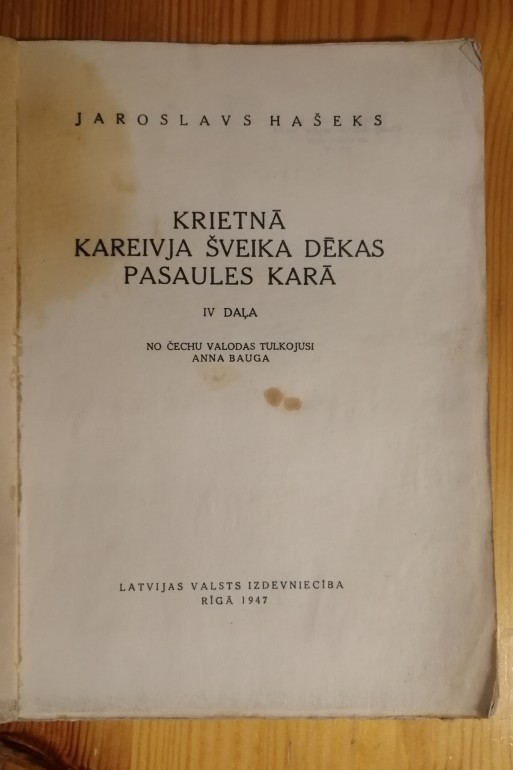 JAROSLAVS HAŠEKS
KRIETNĀ
KAREIVJA ŠVEIKA DĒKAS
PASAULES KARĀ
IV DAĻA
NO ČECHU VALODAS TULKOJUSI
ANNA BAUGA
LATVIJAS VALSTS IZDEVNIECĪBA
RĪGĀ 1947